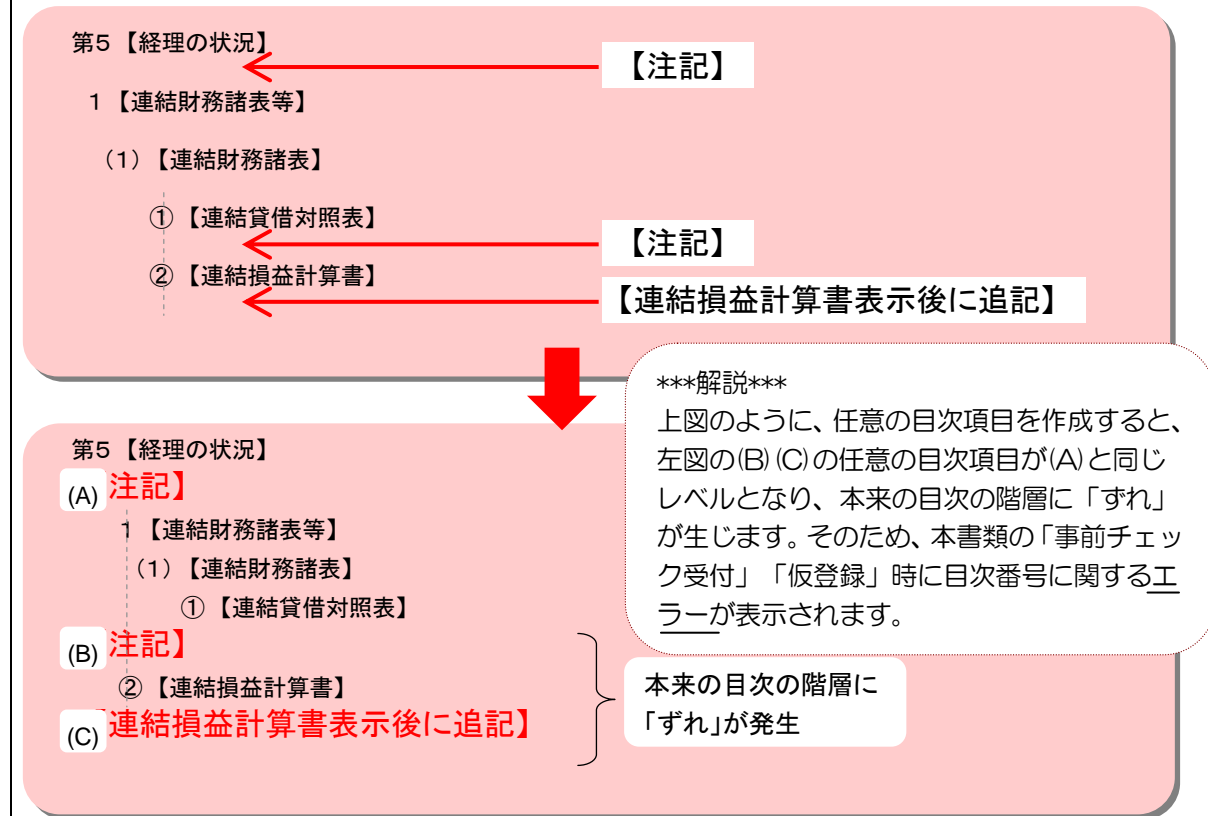 第5【経理の状況】
【注記】
1【連結財務諸表等】
(1)【連結財務諸表】
①【連結貸借対照表】
【注記】
②【連結損益計算書】
【連結損益計算書表示後に追記】
***解説***
上図のように、任意の目次項目を作成すると、
左図の(B)(C)の任意の目次項目が(A)と同じ
レベルとなり、本来の目次の階層に「ずれ」
が生じます。そのため、本書類の「事前チェッ
ク受付」「仮登録」時に目次番号に関するエ
ラーが表示されます。
第5【経理の状況】
(A) 注記】
1【連結財務諸表等】
(1)【連結財務諸表】
①【連結貸借対照表】
(B) 注記】
②【連結損益計算書】
(C) 連結損益計算書表示後に追記】
本来の目次の階層に
「ずれ」が発生